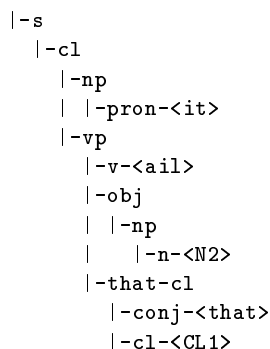 |-s
  |-cl
    |-np
    | |-pron-<it>
    |-vp
      |-v-<ail>
      |-obj
      | |-np
      |   |-n-<N2>
      |-that-cl
        |-conj-<that>
        |-cl-<CL1>